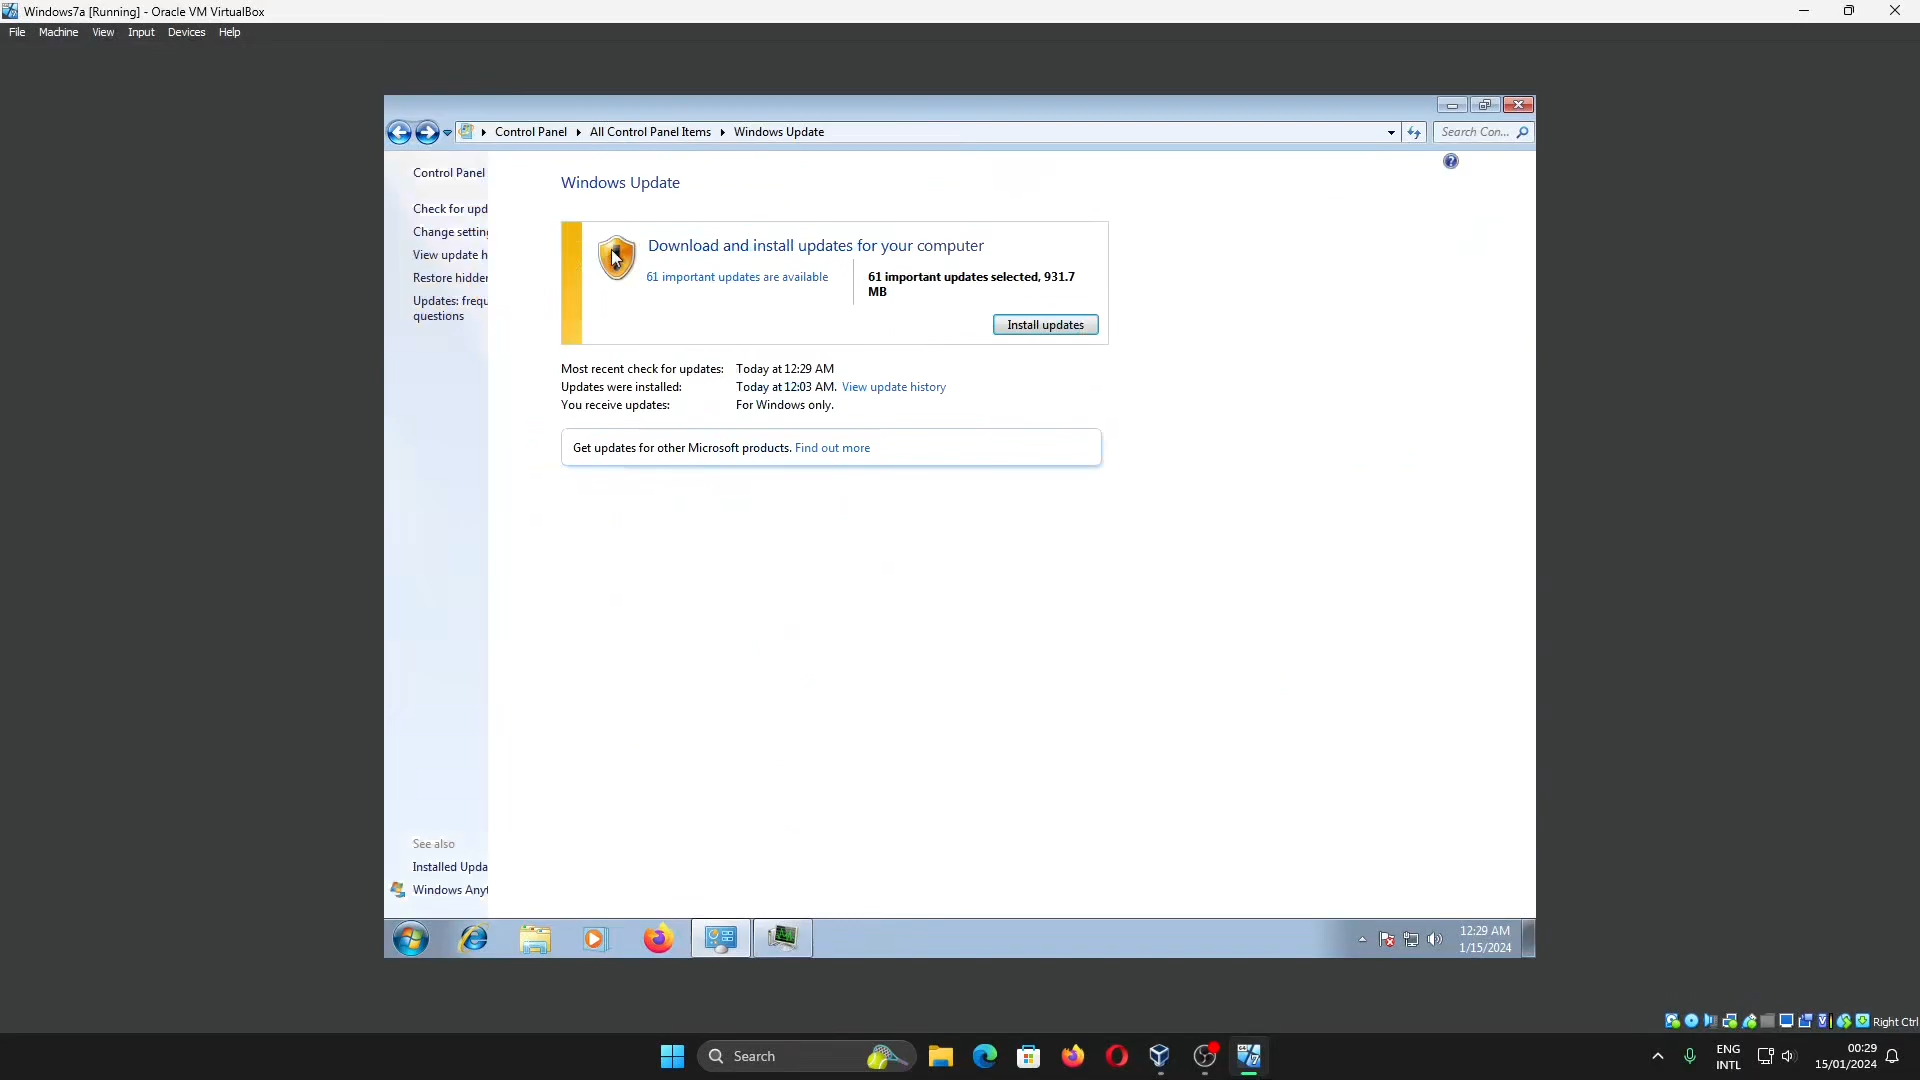 Windows7a [Running] - Oracle VM VirtualBox
File Machine View Input Devices Help
Control Panel All Control Panel Items Windows Update
Search Con...
Control Panel
Check for upd
Change setting
View update h
Restore hidden
Updates: frequ
questions
Windows Update
Download and install updates for your computer
61 important updates are available
61 important updates selected, 931.7
MB
Install updates
Most recent check for updates: Today at 12:29 AM
Updates were installed: Today at 12:03 AM. View update history
You receive updates: For Windows only.
Get updates for other Microsoft products. Find out more
See also
Installed Upda
Windows Anyt
12:29 AM
1/15/2024
Right Ctrl
Search
ENG
INTL
00:29
15/01/2024